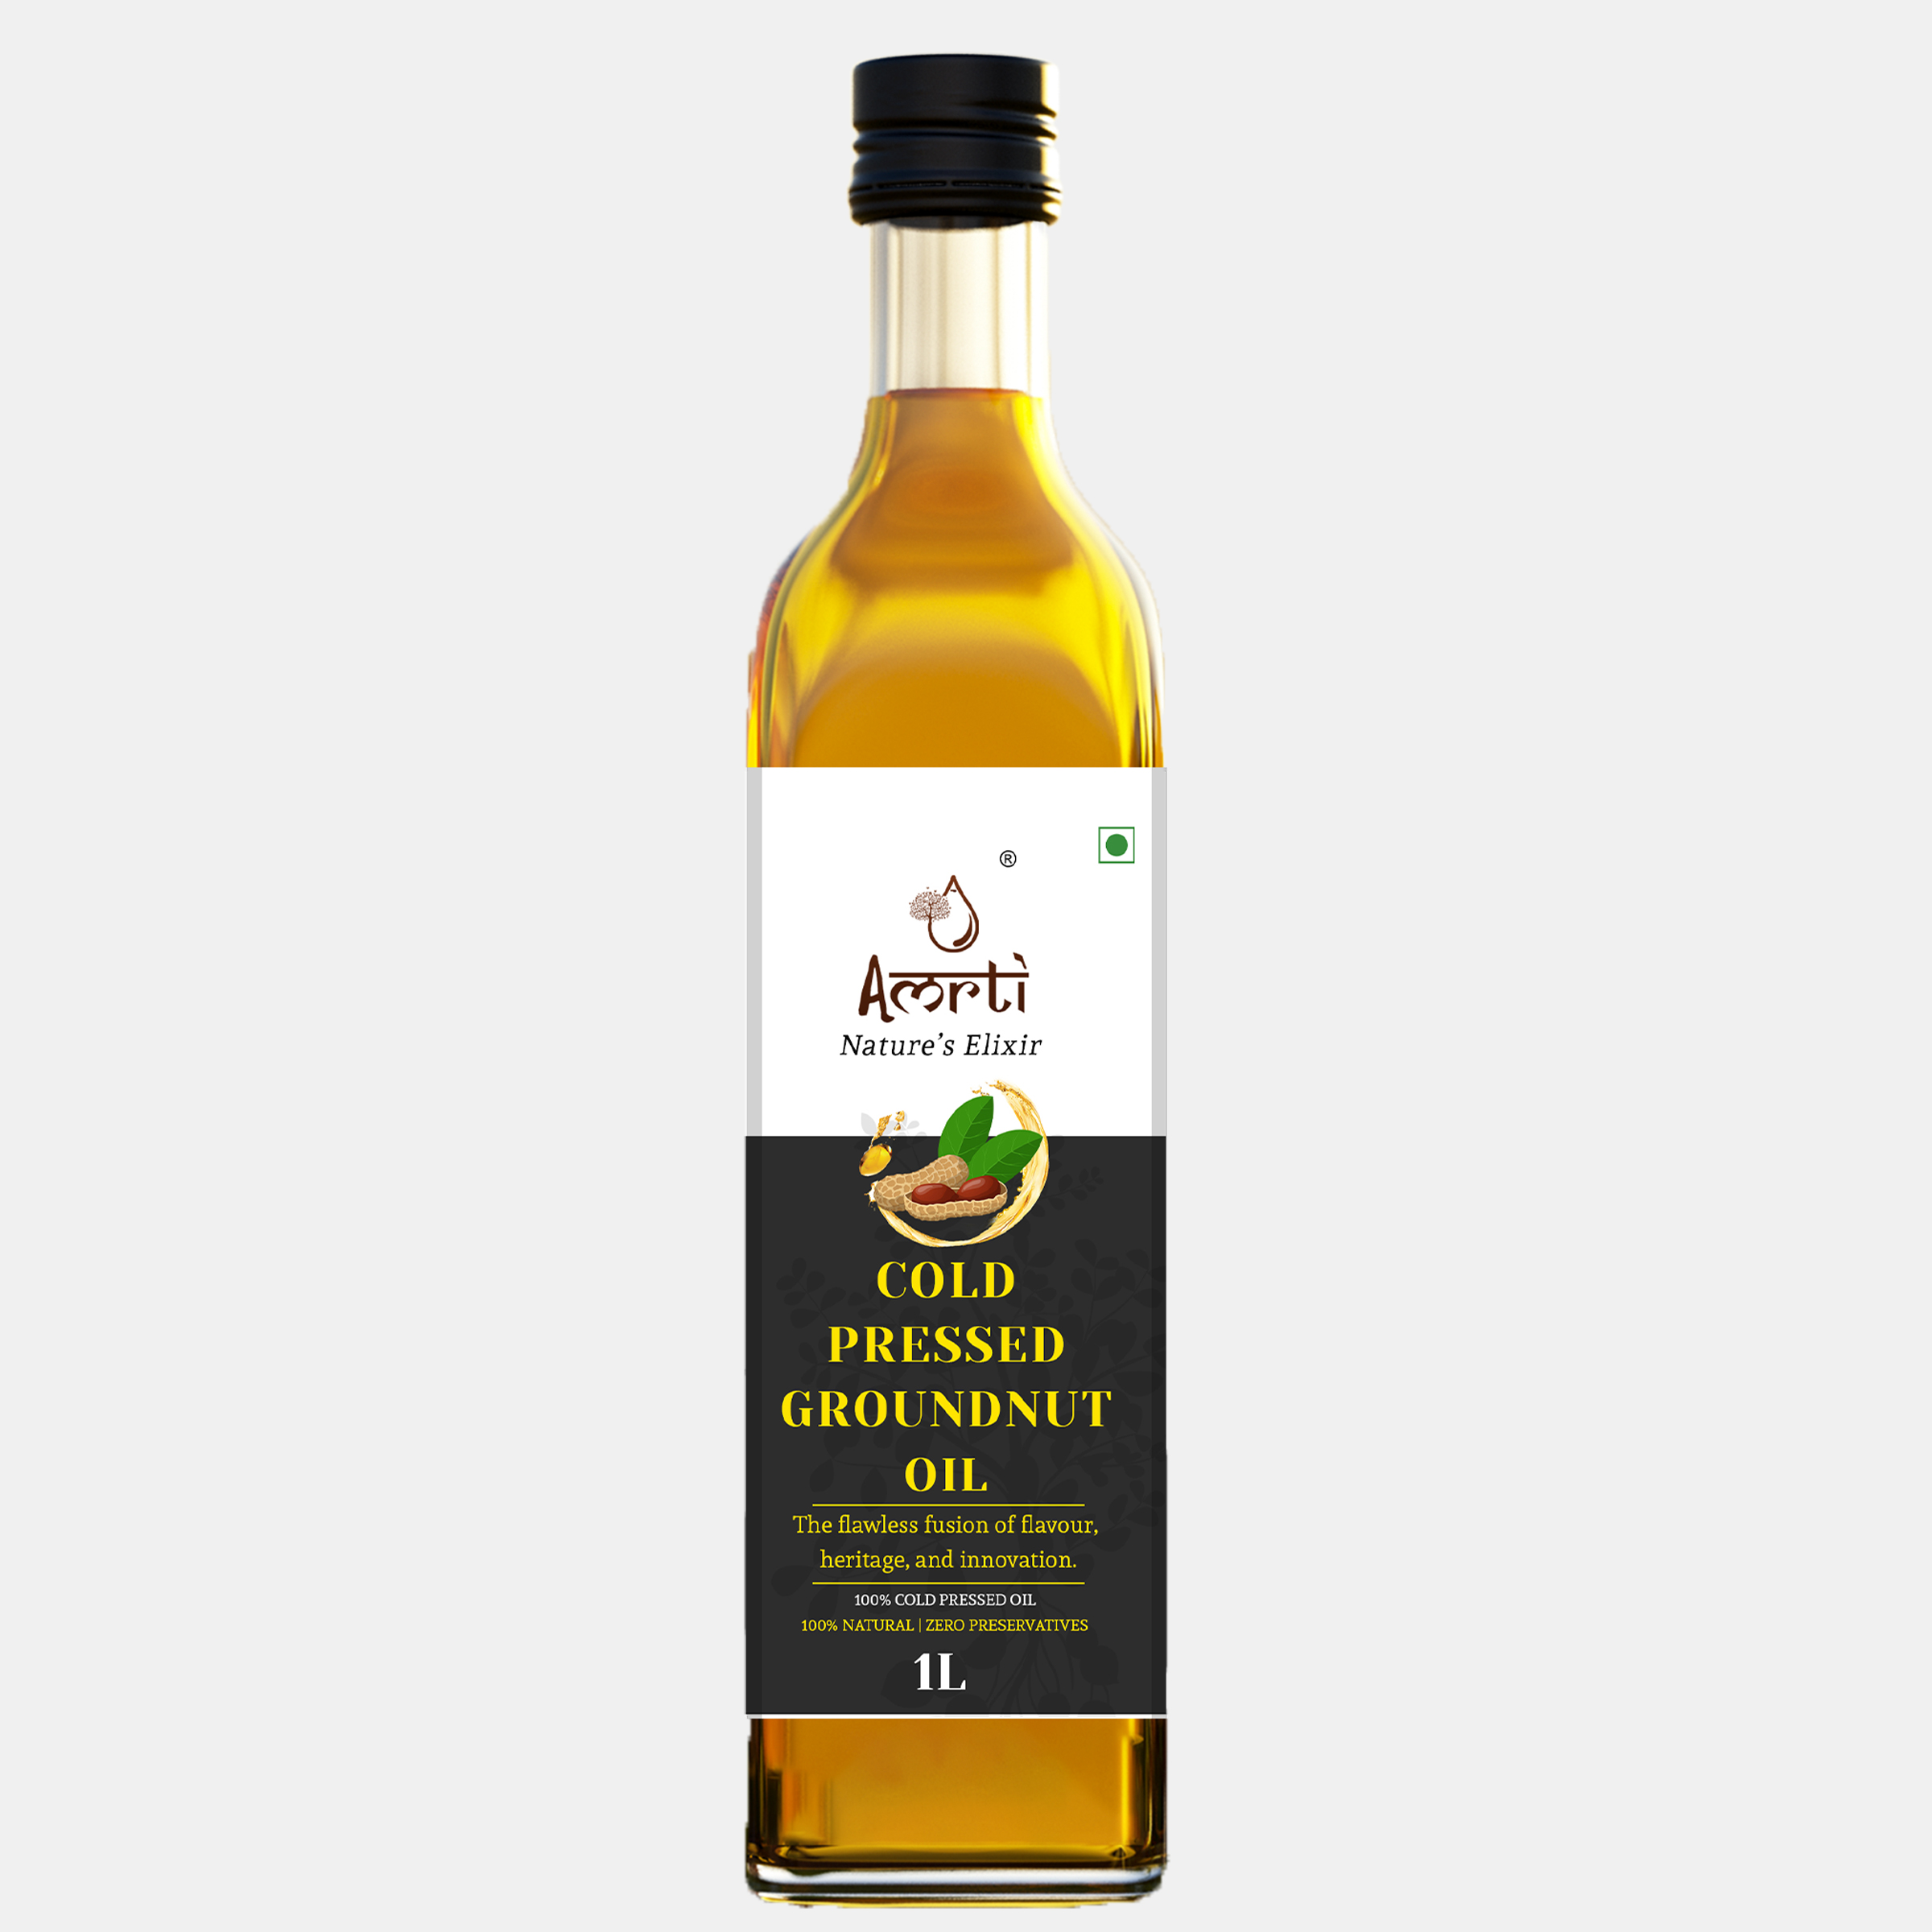 ®
Amrti
Nature's Elixir
COLD
PRESSED
GROUNDNUT
OIL
The flawless fusion of flavour,
heritage, and innovation.
100% COLD PRESSED OIL
100% NATURAL | ZERO PRESERVATIVES
1L